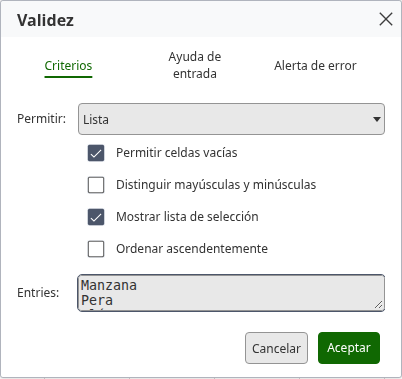 Validez
Criterios
Ayuda de
entrada
Alerta de error
Permitir:
Lista
Permitir celdas vacías
Distinguir mayúsculas y minúsculas
Mostrar lista de selección
Ordenar ascendentemente
Entries:
Manzana
Pera
Cancelar
Aceptar